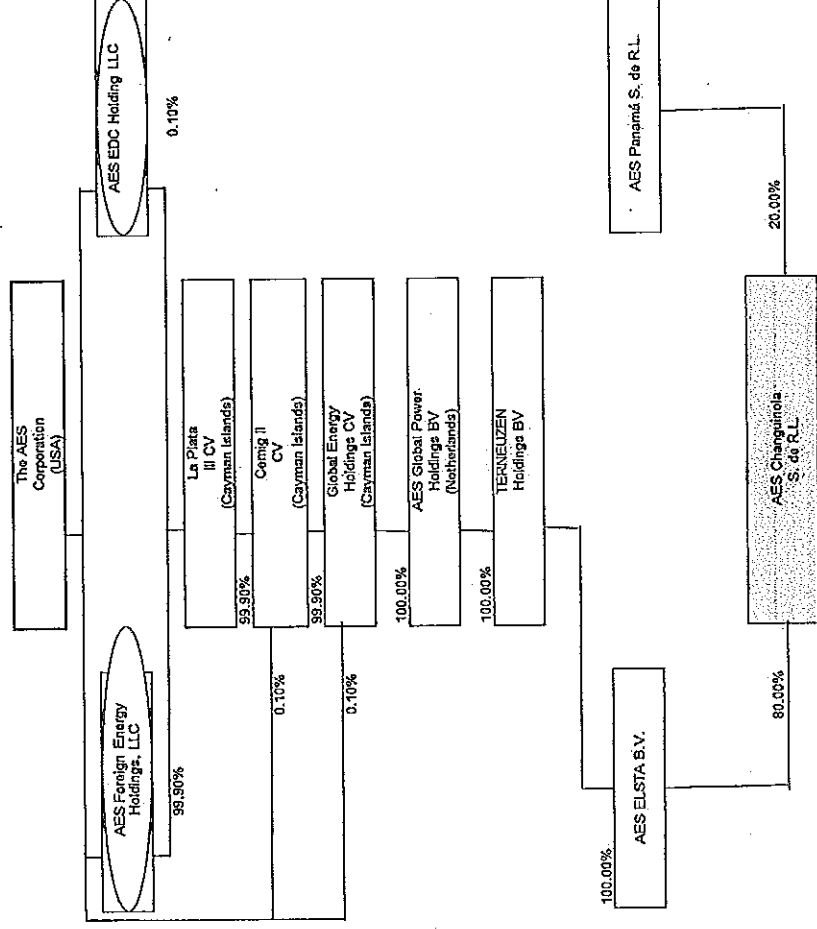 The AES
Corporation
(USA)
AES Foreign Energy
Holdings, LLC
99.90%
AES EDC Holding LLC
0.10%
La Plata
III CV
(Cayman Islands)
99.90%
Cemig II
CV
(Cayman Islands)
0.10%
99.90%
Global Energy
Holdings CV
(Cayman Islands)
0.10%
100.00%
AES Global Power
Holdings BV
(Netherlands)
100.00%
TERNEUZEN
Holdings BV
100.00%
AES ELSTA B.V.
80.00%
AES Panamá S. de R.L.
20.00%
AES Changuinola
S. de R.L.